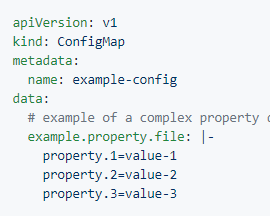 apiVersion: v1
kind: ConfigMap
metadata:
  name: example-config
data:
  # example of a complex property
  example.property.file: |-
    property.1=value-1
    property.2=value-2
    property.3=value-3